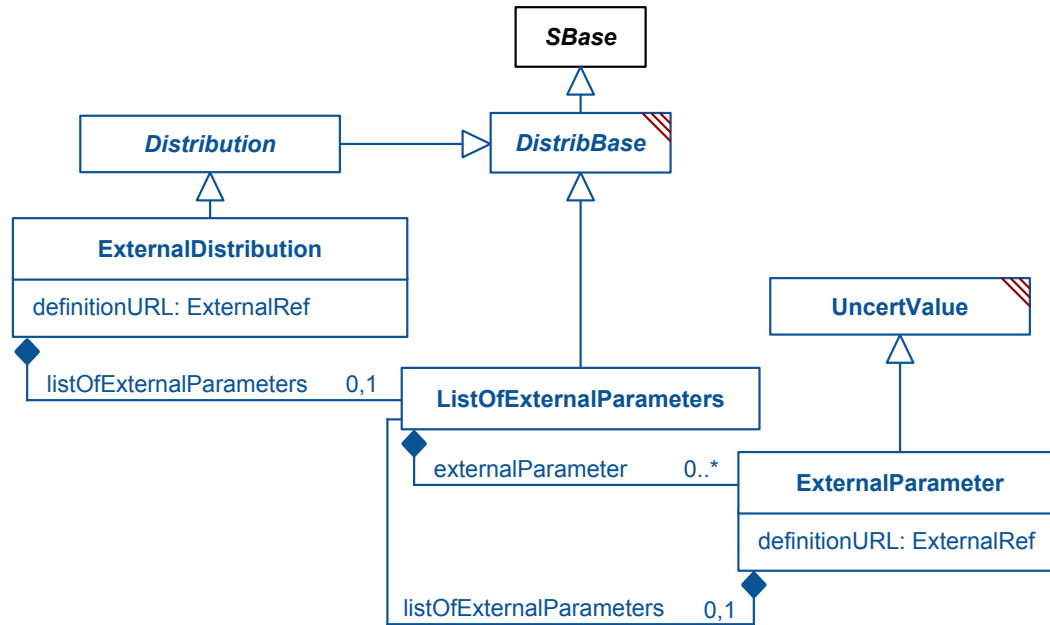 SBase
Distribution
DistribBase
ExternalDistribution
definitionURL: ExternalRef
UncertValue
listOfExternalParameters 0,1
ListOfExternalParameters
externalParameter 0..*
ExternalParameter
definitionURL: ExternalRef
listOfExternalParameters 0,1